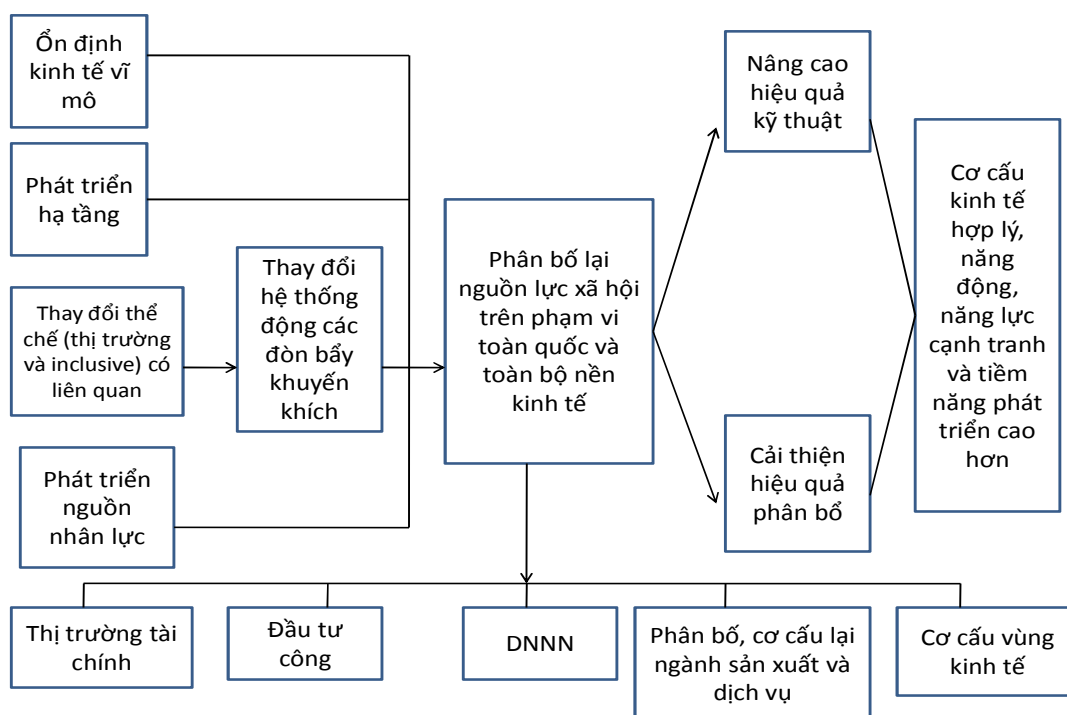 Ổn định
kinh tế vĩ
mô
Phát triển
hạ tầng
Thay đổi thể
chế (thị trường
và inclusive) có
liên quan
Phát triển
nguồn
nhân lực
Thay đổi
hệ thống
động các
đòn bẩy
khuyến
khích
Phân bố lại
nguồn lực xã hội
trên phạm vi
toàn quốc và
toàn bộ nền
kinh tế
Nâng cao
hiệu quả
kỹ thuật
Cải thiện
hiệu quả
phân bổ
Cơ cấu
kinh tế
hợp lý,
năng
động,
năng lực
cạnh tranh
và tiềm
năng phát
triển cao
hơn
Thị trường tài
chính
Đầu tư
công
DNNN
Phân bố, cơ cấu lại
ngành sản xuất và
dịch vụ
Cơ cấu vùng
kinh tế